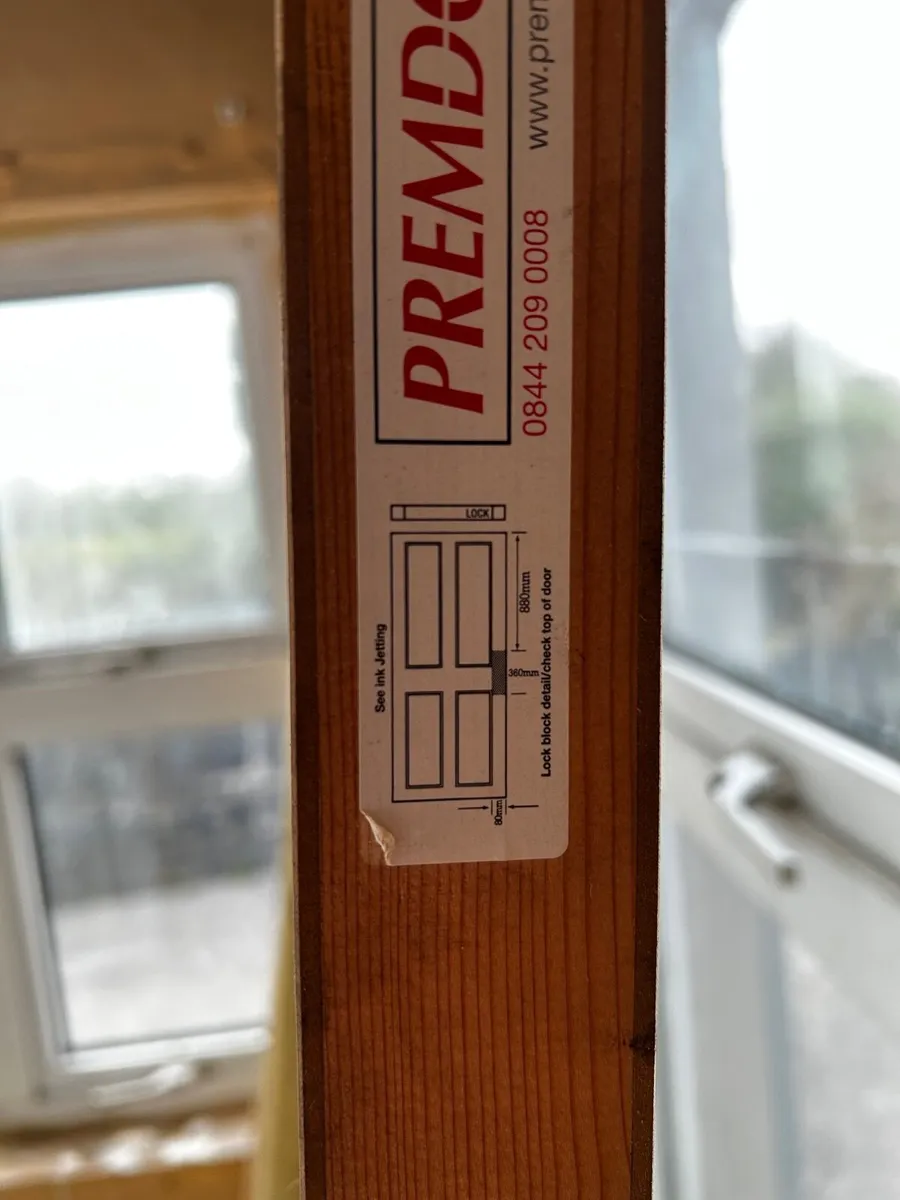 PREMDO
www.prem
0844 209 0008
LOCK
See ink Jetting
880mm
360mm
80mm
Lock block detail/check top of door